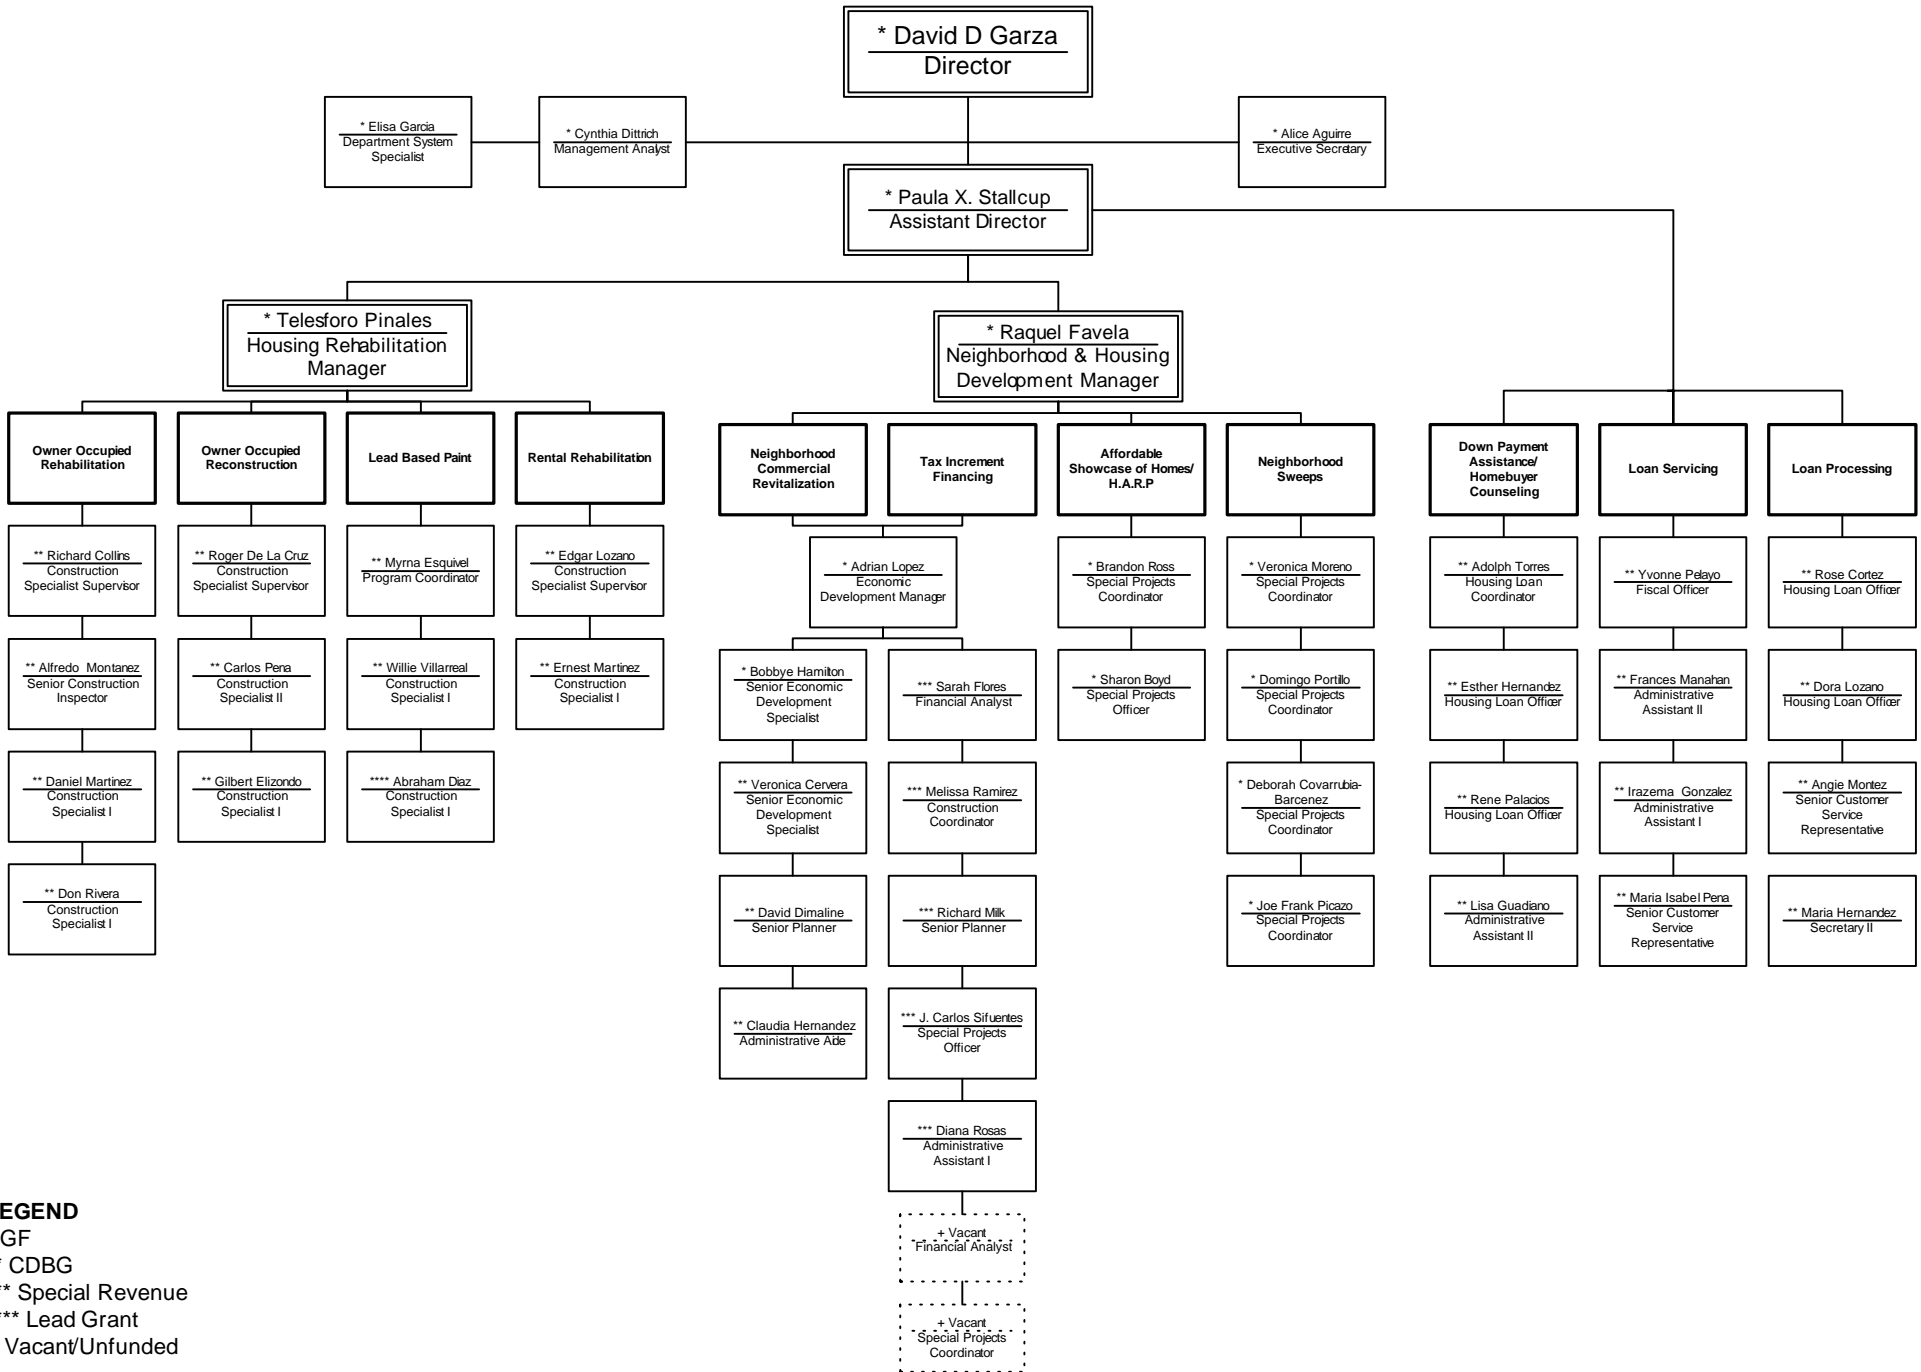 * David D Garza
Director
* Elisa Garcia
Department System
Specialist
* Cynthia Dittrich
Management Analyst
* Alice Aguirre
Executive Secretary
* Paula X. Stallcup
Assistant Director
* Telesforo Pinales
Housing Rehabilitation
Manager
* Raquel Favela
Neighborhood & Housing
Development Manager
Owner Occupied
Rehabilitation
** Richard Collins
Construction
Specialist Supervisor
** Alfredo Montanez
Senior Construction
Inspector
** Daniel Martinez
Construction
Specialist I
** Don Rivera
Construction
Specialist I
Owner Occupied
Reconstruction
** Roger De La Cruz
Construction
Specialist Supervisor
** Carlos Pena
Construction
Specialist II
** Gilbert Elizondo
Construction
Specialist I
Lead Based Paint
** Myrna Esquivel
Program Coordinator
** Willie Villarreal
Construction
Specialist I
**** Abraham Diaz
Construction
Specialist I
Rental Rehabilitation
** Edgar Lozano
Construction
Specialist Supervisor
** Ernest Martinez
Construction
Specialist I
Neighborhood
Commercial
Revitalization
Tax Increment
Financing
* Adrian Lopez
Economic
Development Manager
* Bobbye Hamilton
Senior Economic
Development
Specialist
** Veronica Cervera
Senior Economic
Development
Specialist
** David Dimaline
Senior Planner
** Claudia Hernandez
Administrative Aide
*** Sarah Flores
Financial Analyst
*** Melissa Ramirez
Construction
Coordinator
*** Richard Milk
Senior Planner
*** J. Carlos Sifuentes
Special Projects
Officer
*** Diana Rosas
Administrative
Assistant I
+ Vacant
Financial Analyst
+ Vacant
Special Projects
Coordinator
Affordable
Showcase of Homes/
H.A.R.P
* Brandon Ross
Special Projects
Coordinator
* Sharon Boyd
Special Projects
Officer
Neighborhood
Sweeps
* Veronica Moreno
Special Projects
Coordinator
* Domingo Portillo
Special Projects
Coordinator
* Deborah Covarrubia-
Barcenez
Special Projects
Coordinator
* Joe Frank Picazo
Special Projects
Coordinator
Down Payment
Assistance/
Homebuyer
Counseling
** Adolph Torres
Housing Loan
Coordinator
** Esther Hernandez
Housing Loan Officer
** Rene Palacios
Housing Loan Officer
** Lisa Guadiano
Administrative
Assistant II
Loan Servicing
** Yvonne Pelayo
Fiscal Officer
** Frances Manahan
Administrative
Assistant II
** Irazema Gonzalez
Administrative
Assistant I
** Maria Isabel Pena
Senior Customer
Service
Representative
Loan Processing
** Rose Cortez
Housing Loan Officer
** Dora Lozano
Housing Loan Officer
** Angie Montez
Senior Customer
Service
Representative
** Maria Hernandez
Secretary II
EGEND
GF
* CDBG
** Special Revenue
*** Lead Grant
Vacant/Unfunded